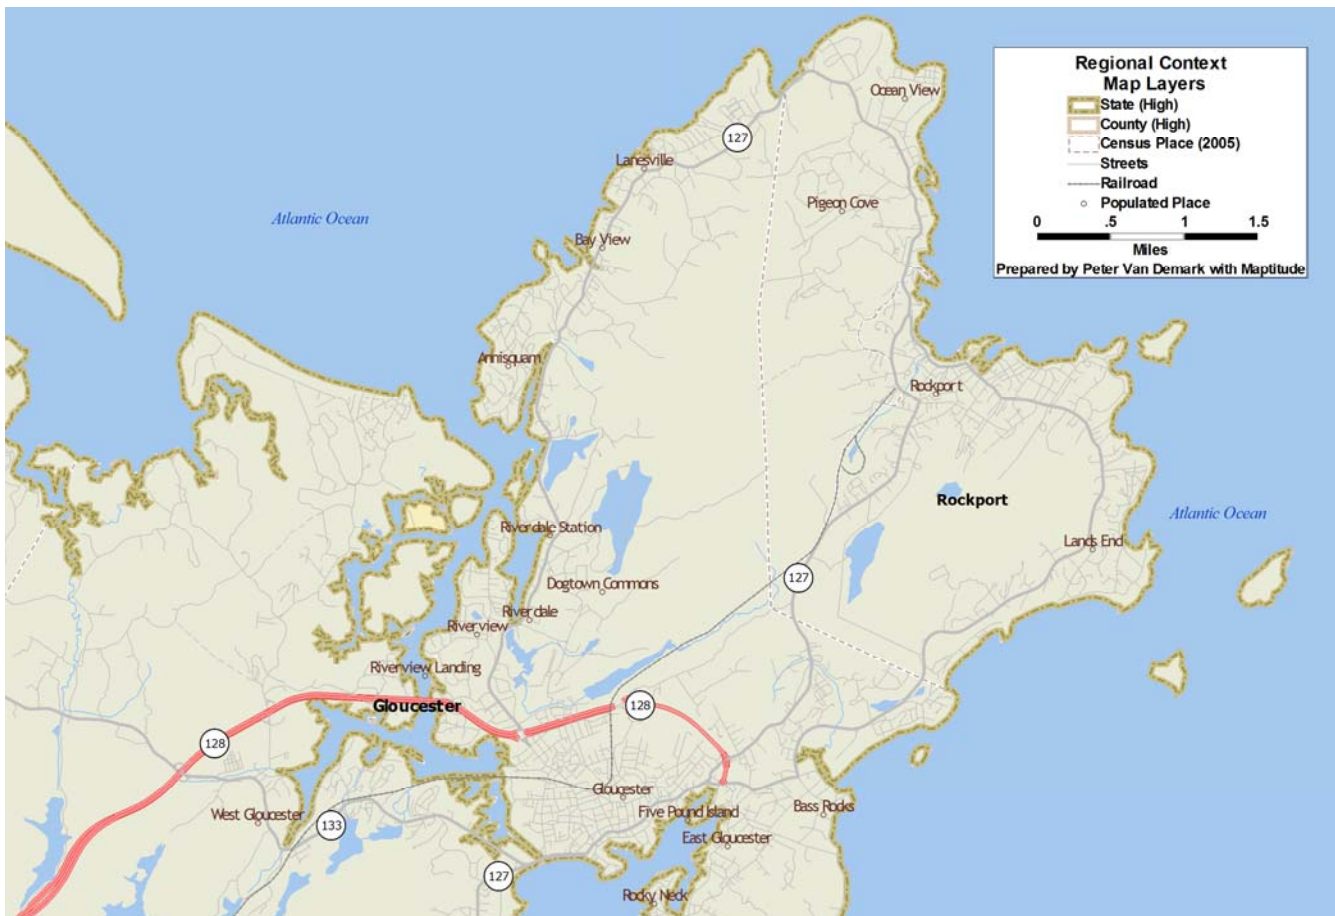 Regional Context
Map Layers
State (High)
County (High)
Census Place (2005)
Streets
Railroad
Populated Place
0 .5 1 1.5
Miles
Prepared by Peter Van Demark with Maptitude
Ocean View
127
Lanesville
Pigeon Cove
Atlantic Ocean
Bay View
Annisquam
Rockport
Rockport
Atlantic Ocean
Riverdale Station
Lands End
Dogtown Commons
127
Riverdale
Riverview
Riverview Landing
Gloucester
128
128
Gloucester
Five Pound Island
Bass Rocks
West Gloucester
133
East Gloucester
127
Rocky Neck